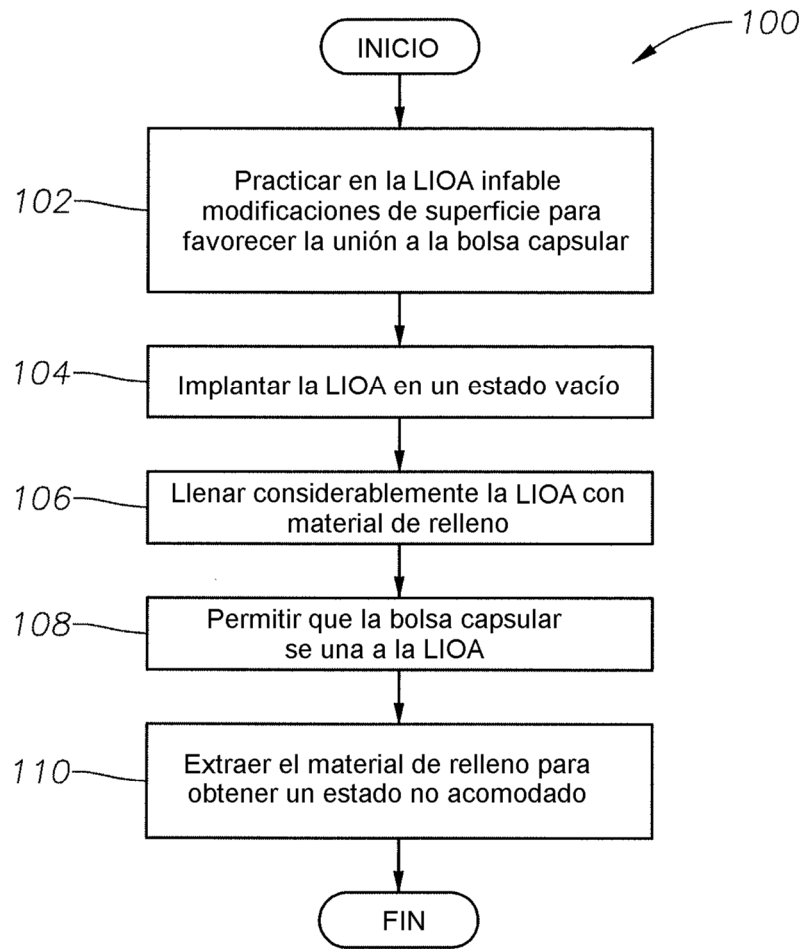 INICIO
100
102
Practicar en la LIOA infable
modificaciones de superficie para
favorecer la unión a la bolsa capsular
104
Implantar la LIOA en un estado vacío
106
Llenar considerablemente la LIOA con
material de relleno
108
Permitir que la bolsa capsular
se una a la LIOA
110
Extraer el material de relleno para
obtener un estado no acomodado
FIN